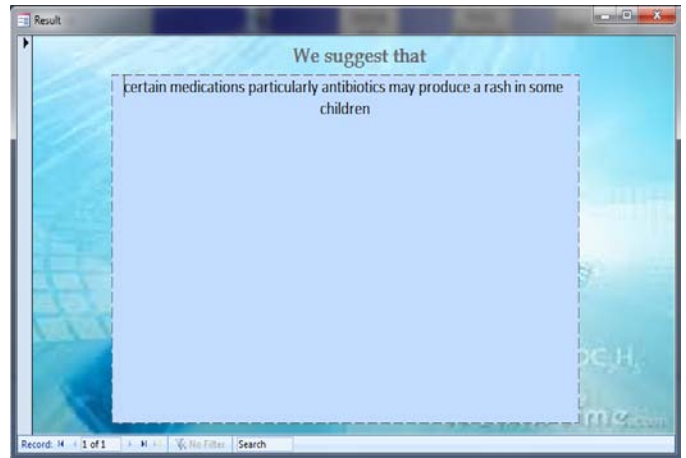 Result
We suggest that
certain medications particularly antibiotics may produce a rash in some
children
Record: 1 of 1 No Filter Search